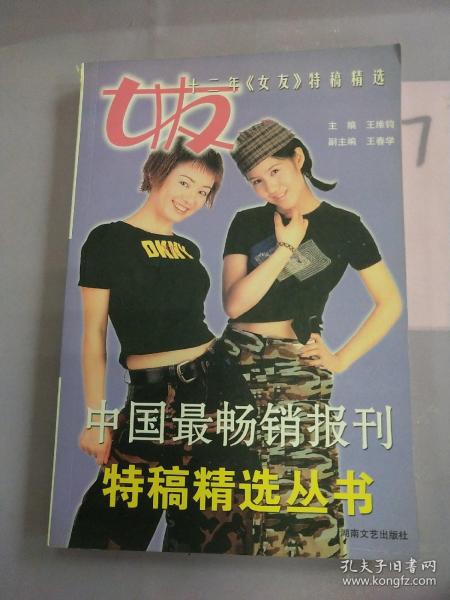 十二年《女友》特稿精选
女友
主编 王维钧
副主编 王春学
DKNY
中国最畅销报刊
特稿精选丛书
湖南文艺出版社
7
孔夫子旧书网
www.kongfz.com